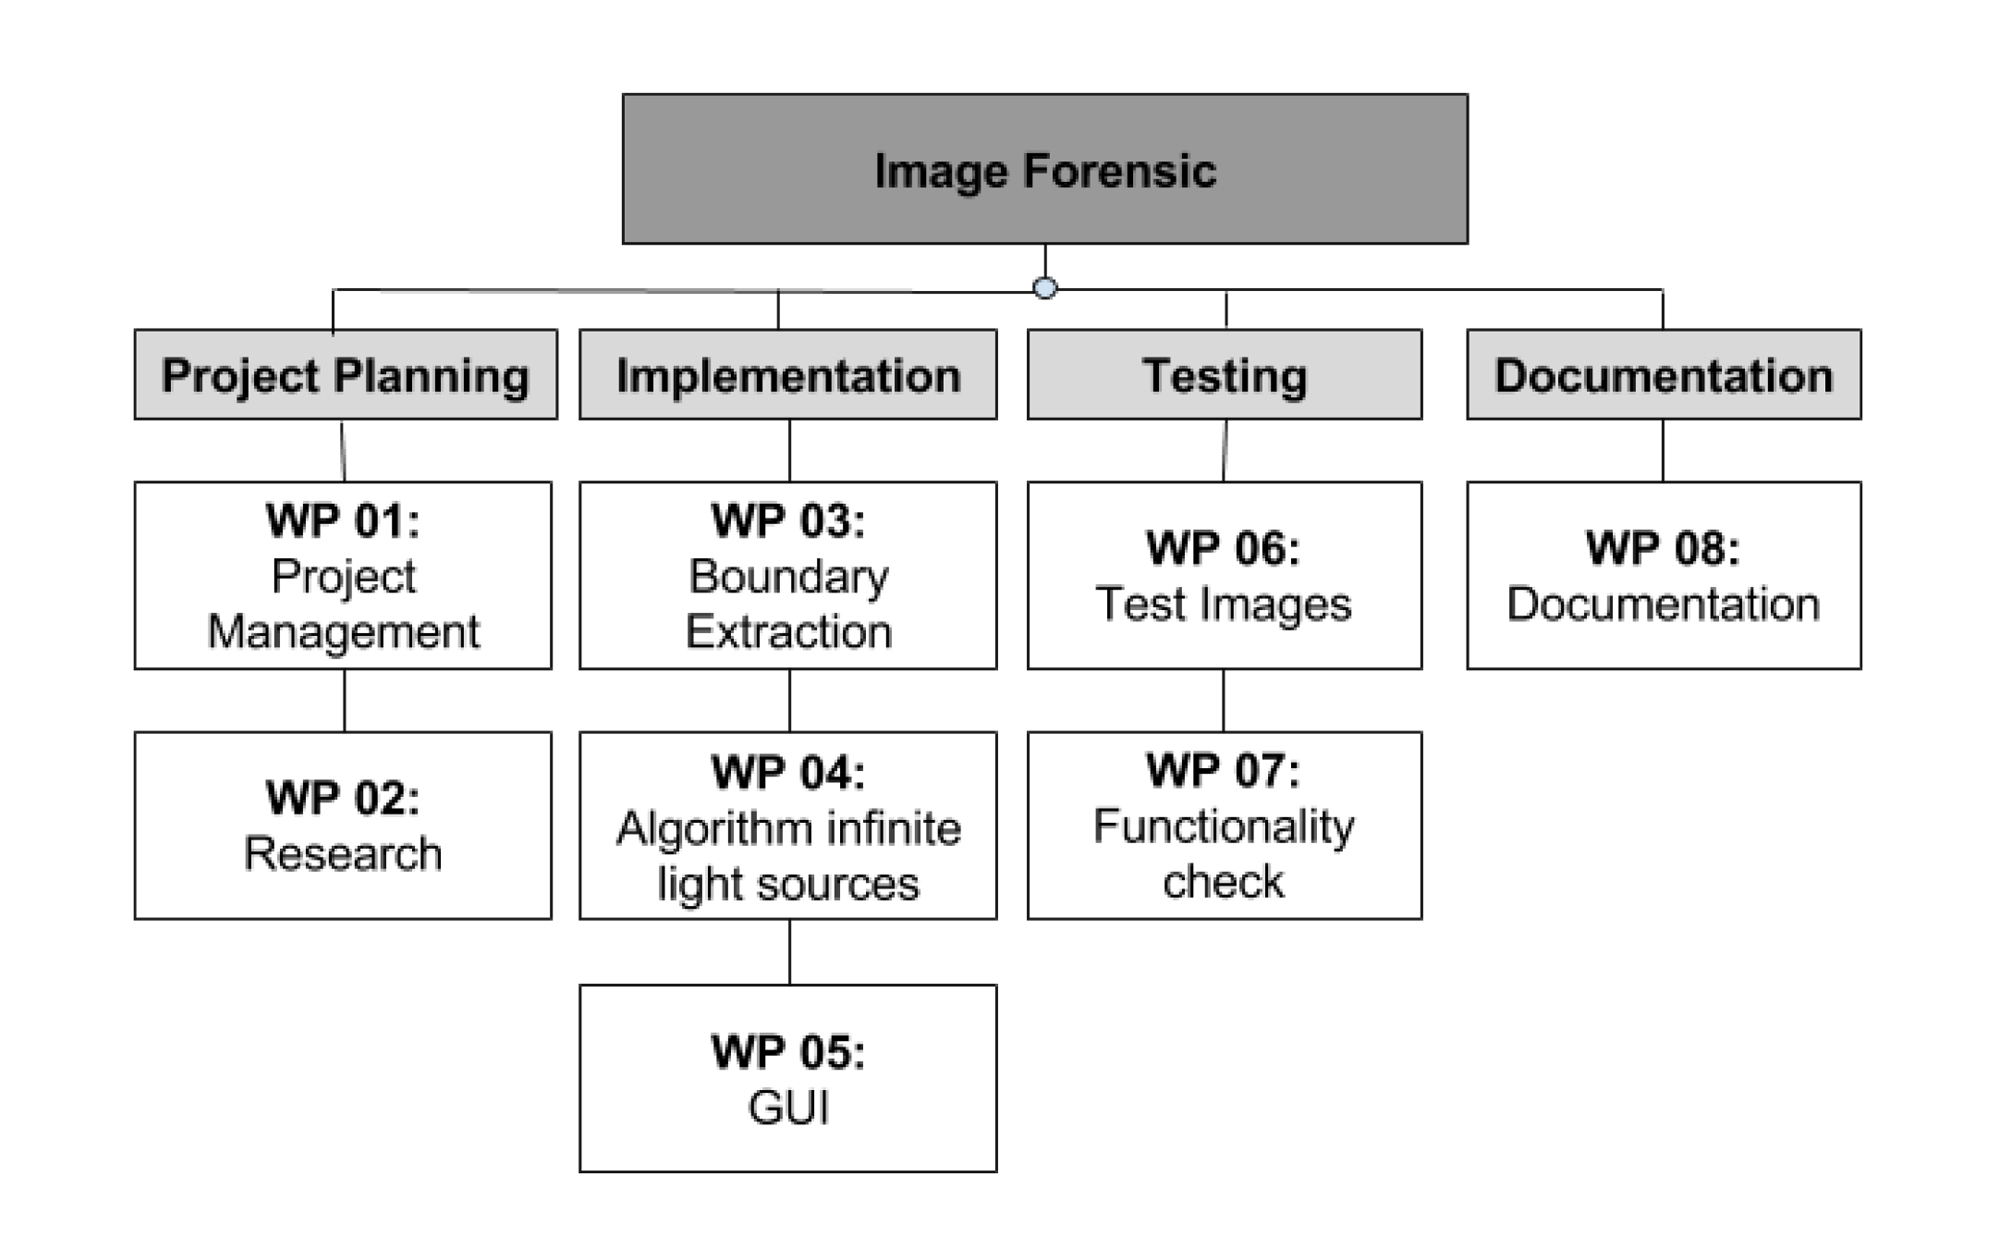 Image Forensic
Project Planning
Implementation
Testing
Documentation
WP 01:
Project
Management
WP 03:
Boundary
Extraction
WP 06:
Test Images
WP 08:
Documentation
WP 02:
Research
WP 04:
Algorithm infinite
light sources
WP 07:
Functionality
check
WP 05:
GUI